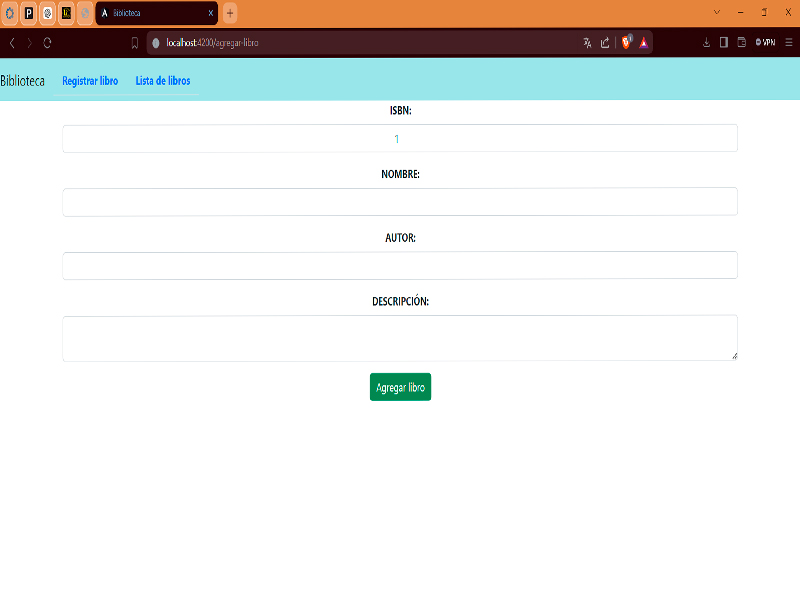 Biblioteca
localhost:4200/agregar-libro
VPN
Biblioteca Registrar libro Lista de libros
ISBN:
1
NOMBRE:
AUTOR:
DESCRIPCIÓN:
Agregar libro